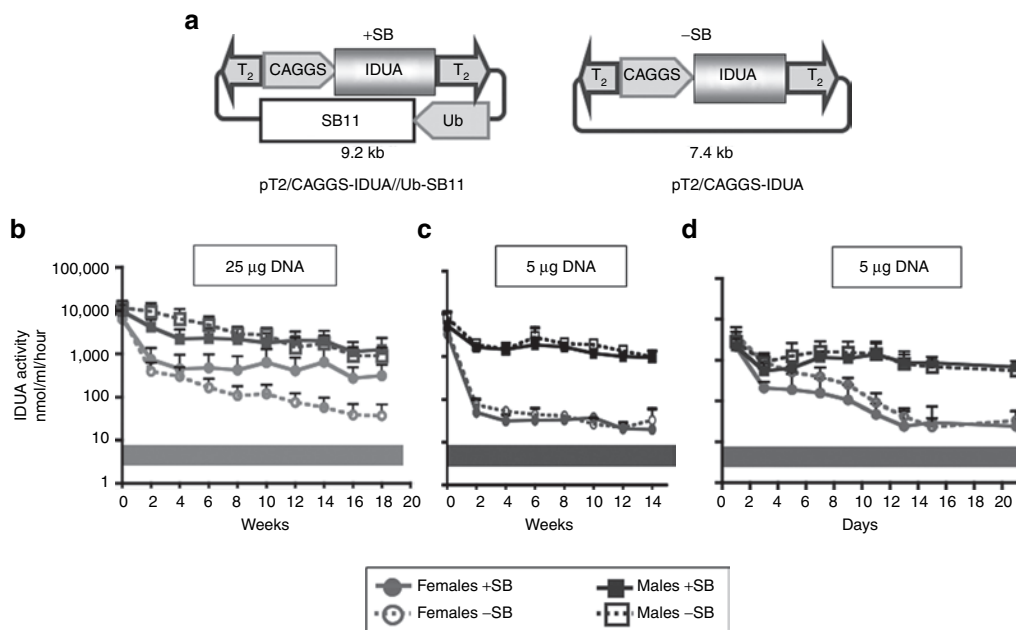 a
+SB
T2 CAGGS IDUA T2
SB11 Ub
9.2 kb
pT2/CAGGS-IDUA//Ub-SB11
−SB
T2 CAGGS IDUA T2
7.4 kb
pT2/CAGGS-IDUA
b
25 µg DNA
IDUA activity
nmol/ml/hour
100,000
10,000
1,000
100
10
1
0 2 4 6 8 10 12 14 16 18 20
Weeks
c
5 µg DNA
0 2 4 6 8 10 12 14
Weeks
d
5 µg DNA
0 2 4 6 8 10 12 14 16 18 20
Days
Females +SB
Females −SB
Males +SB
Males −SB